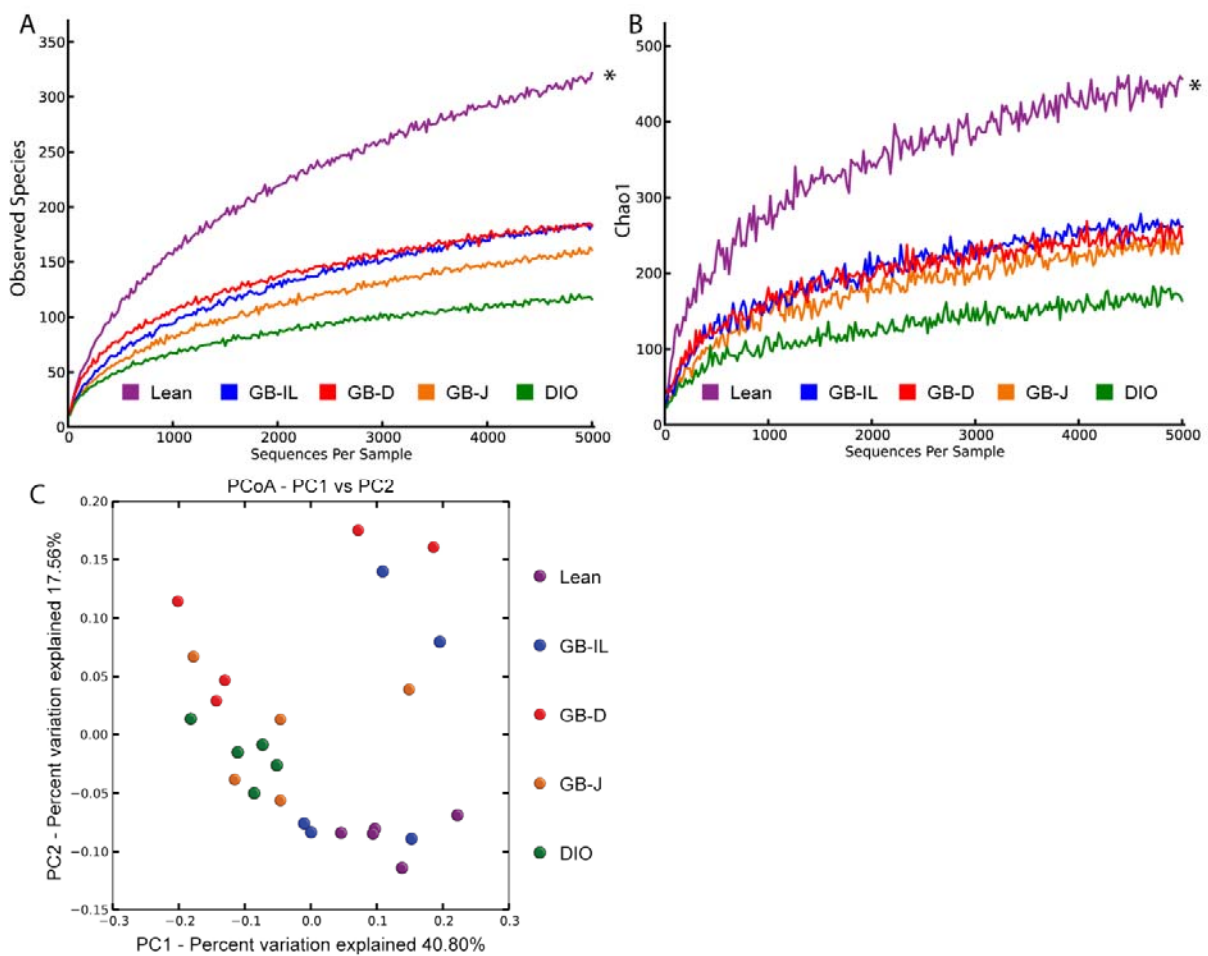 A
350
300
250
200
150
100
50
0
Observed Species
*
Lean GB-IL GB-D GB-J DIO
0 1000 2000 3000 4000 5000
Sequences Per Sample
B
500
400
300
200
100
0
Chao1
*
Lean GB-IL GB-D GB-J DIO
0 1000 2000 3000 4000 5000
Sequences Per Sample
C
PCoA - PC1 vs PC2
0.20
0.15
0.10
0.05
0.00
−0.05
−0.10
−0.15
PC2 - Percent variation explained 17.56%
−0.3 −0.2 −0.1 0.0 0.1 0.2 0.3
PC1 - Percent variation explained 40.80%
Lean
GB-IL
GB-D
GB-J
DIO